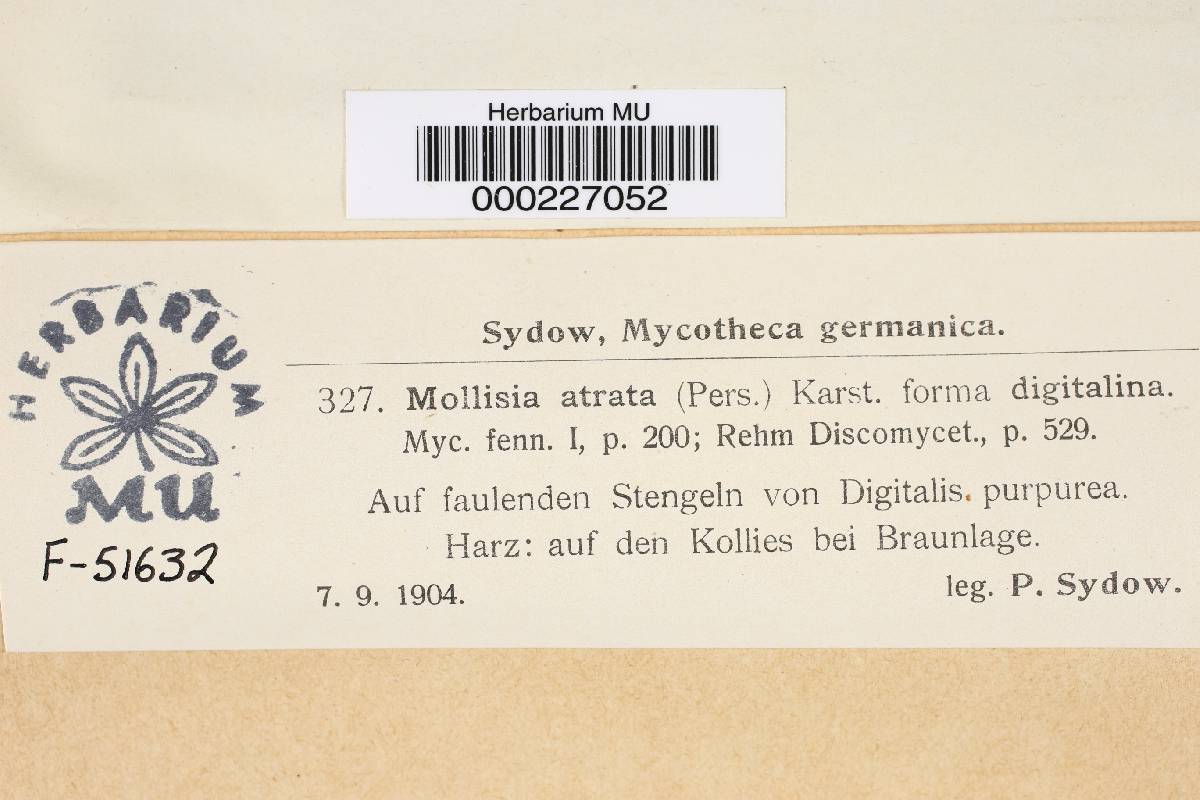 Herbarium MU
000227052
HERBARIUM
MU
F-51632
Sydow, Mycotheca germanica.
327. Mollisia atrata (Pers.) Karst. forma digitalina.
Myc. fenn. I, p. 200; Rehm Discomycet., p. 529.
Auf faulenden Stengeln von Digitalis purpurea.
Harz: auf den Kollies bei Braunlage.
7. 9. 1904. leg. P. Sydow.